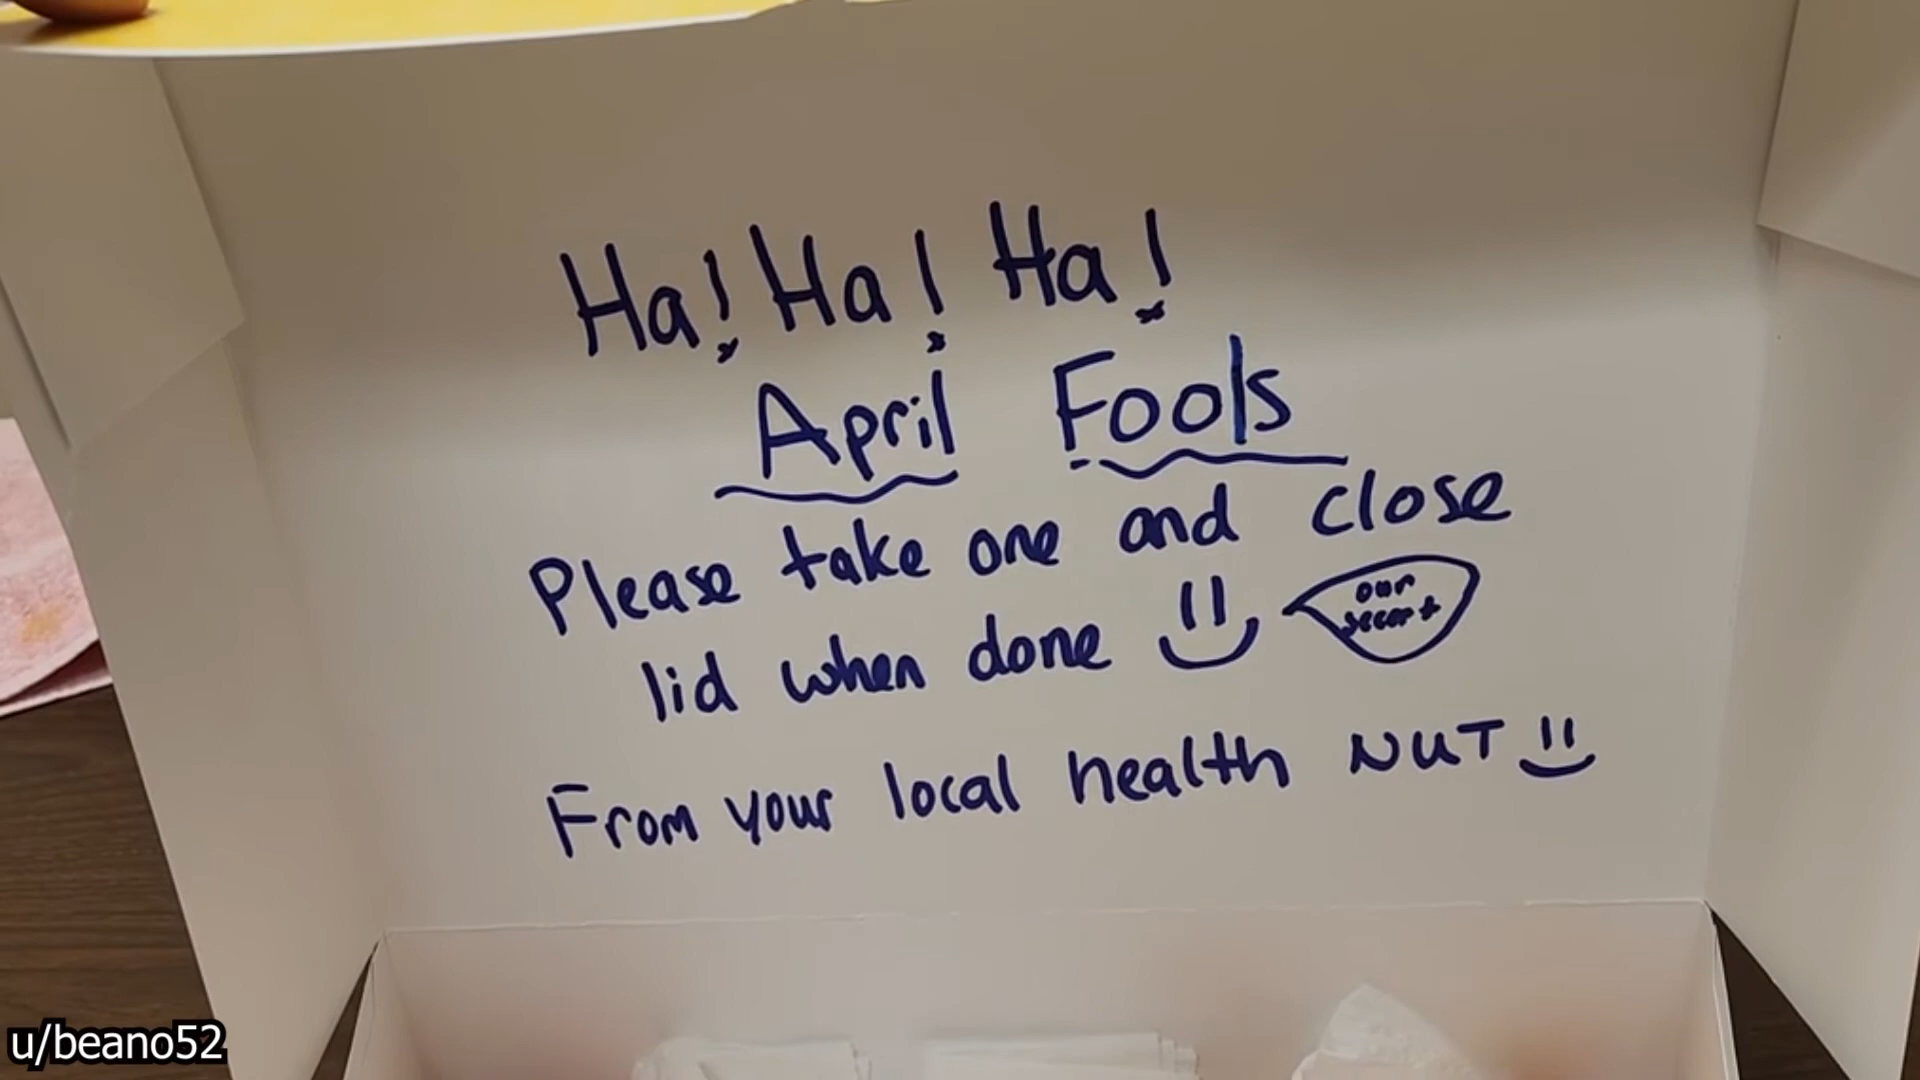 Ha! Ha! Ha!
April Fools
Please take one and close
lid when done
our
secert
From your local health NUT
u/beano52